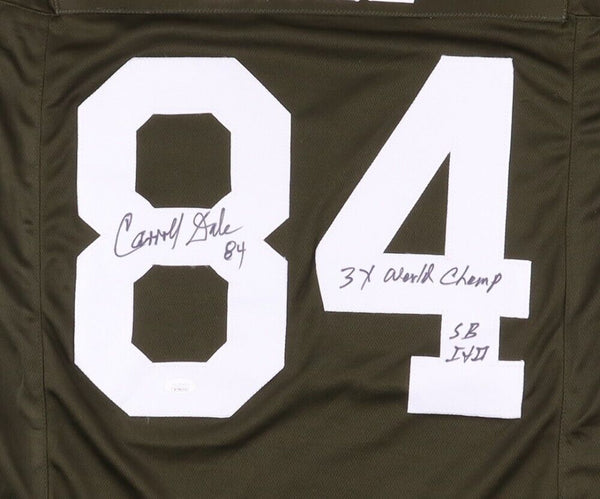 84
Carroll Dale
84
3X World Champ
SB
I+II